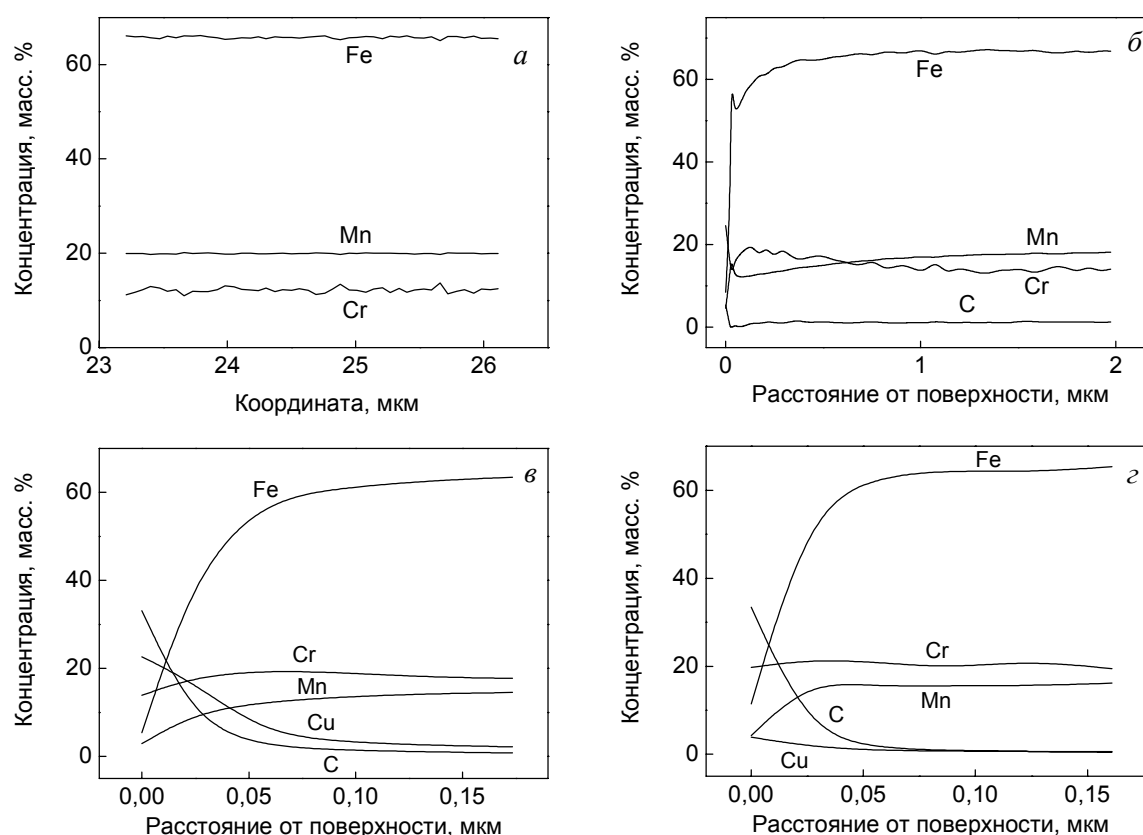 Концентрация, масс. %
60
40
20
0
Fe
а
Mn
Cr
23
24
25
26
Координата, мкм
Концентрация, масс. %
60
40
20
0
Fe
б
Mn
Cr
C
0
1
2
Расстояние от поверхности, мкм
Концентрация, масс. %
60
40
20
0
Fe
в
Cr
Mn
Cu
C
0,00
0,05
0,10
0,15
Расстояние от поверхности, мкм
Концентрация, масс. %
60
40
20
0
Fe
г
Cr
Mn
C
Cu
0,00
0,05
0,10
0,15
Расстояние от поверхности, мкм